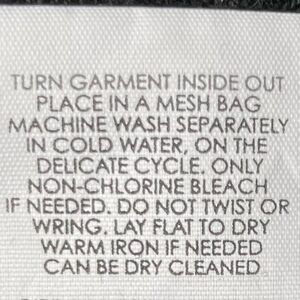 TURN GARMENT INSIDE OUT
PLACE IN A MESH BAG
MACHINE WASH SEPARATELY
IN COLD WATER, ON THE
DELICATE CYCLE. ONLY
NON-CHLORINE BLEACH
IF NEEDED. DO NOT TWIST OR
WRING. LAY FLAT TO DRY
WARM IRON IF NEEDED
CAN BE DRY CLEANED